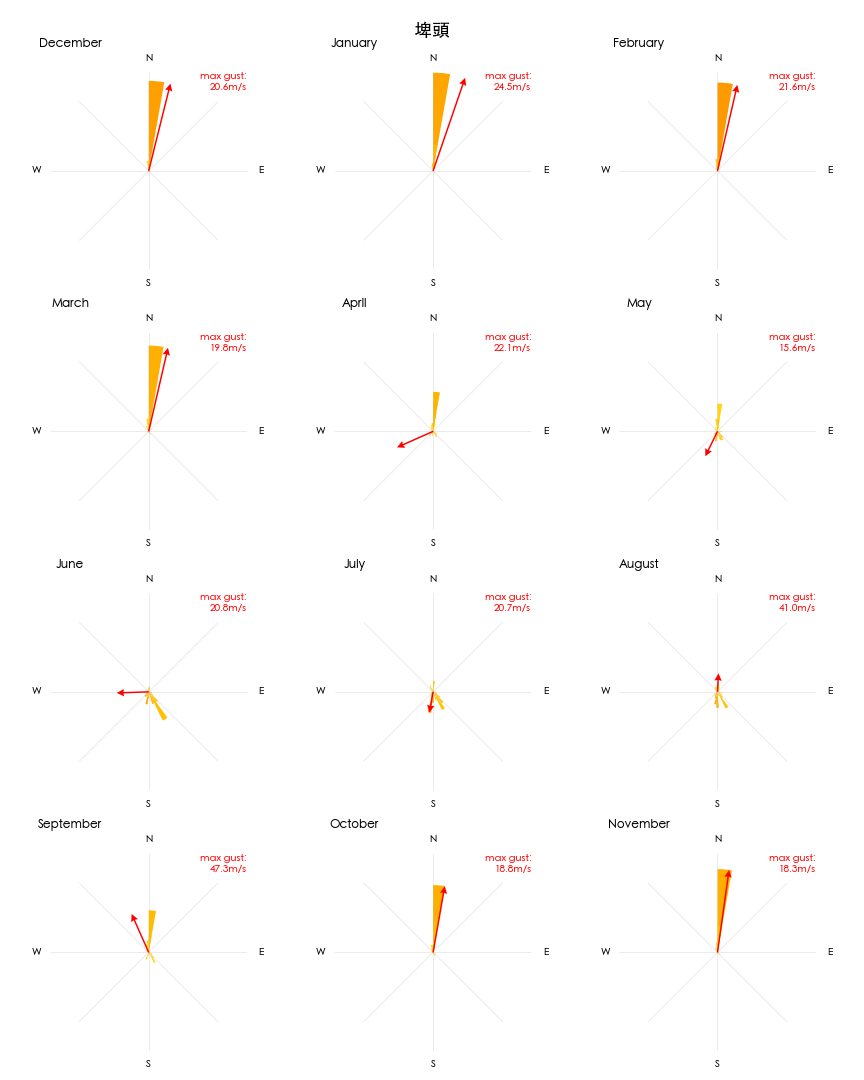 埤頭
December
N
max gust:
20.6m/s
W
E
S
January
N
max gust:
24.5m/s
W
E
S
February
N
max gust:
21.6m/s
W
E
S
March
N
max gust:
19.8m/s
W
E
S
April
N
max gust:
22.1m/s
W
E
S
May
N
max gust:
15.6m/s
W
E
S
June
N
max gust:
20.8m/s
W
E
S
July
N
max gust:
20.7m/s
W
E
S
August
N
max gust:
41.0m/s
W
E
S
September
N
max gust:
47.3m/s
W
E
S
October
N
max gust:
18.8m/s
W
E
S
November
N
max gust:
18.3m/s
W
E
S